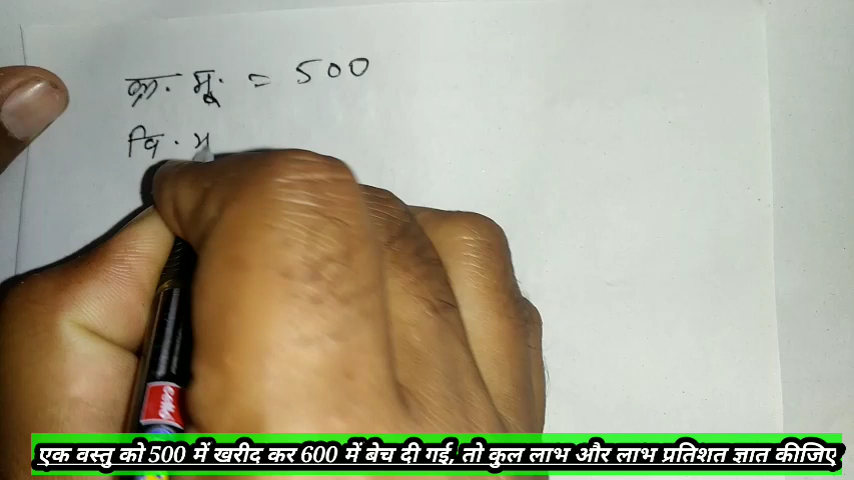 क्र. मू. = 500
वि. म
एक वस्तु को 500 में खरीद कर 600 में बेच दी गई, तो कुल लाभ और लाभ प्रतिशत ज्ञात कीजिए